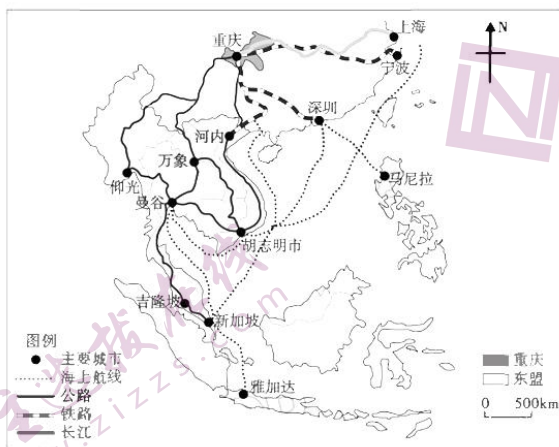 上海
N
重庆
宁波
深圳
河内
万象
仰光
马尼拉
曼谷
胡志明市
吉隆坡
新加坡
雅加达
图例
主要城市
海上航线
公路
铁路
长江
重庆
东盟
0 500km